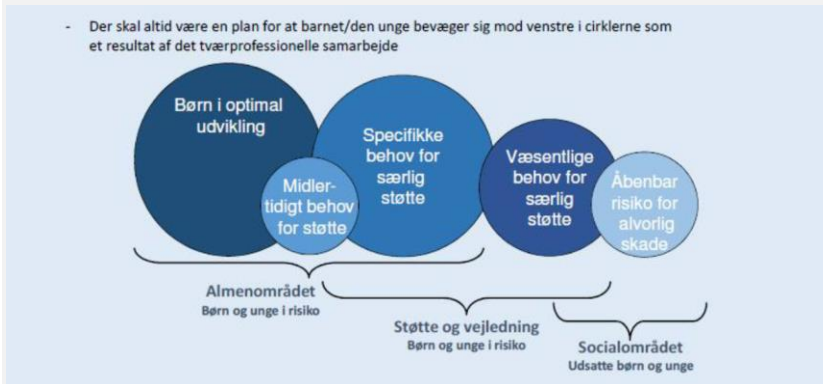 - Der skal altid være en plan for at barnet/den unge bevæger sig mod venstre i cirklerne som
et resultat af det tværprofessionelle samarbejde
Børn i optimal
udvikling
Midler-
tidigt behov
for støtte
Specifikke
behov for
særlig
støtte
Væsentlige
behov for
særlig
støtte
Åbenbar
risiko for
alvorlig
skade
Almenområdet
Børn og unge i risiko
Støtte og vejledning
Børn og unge i risiko
Socialområdet
Udsatte børn og unge